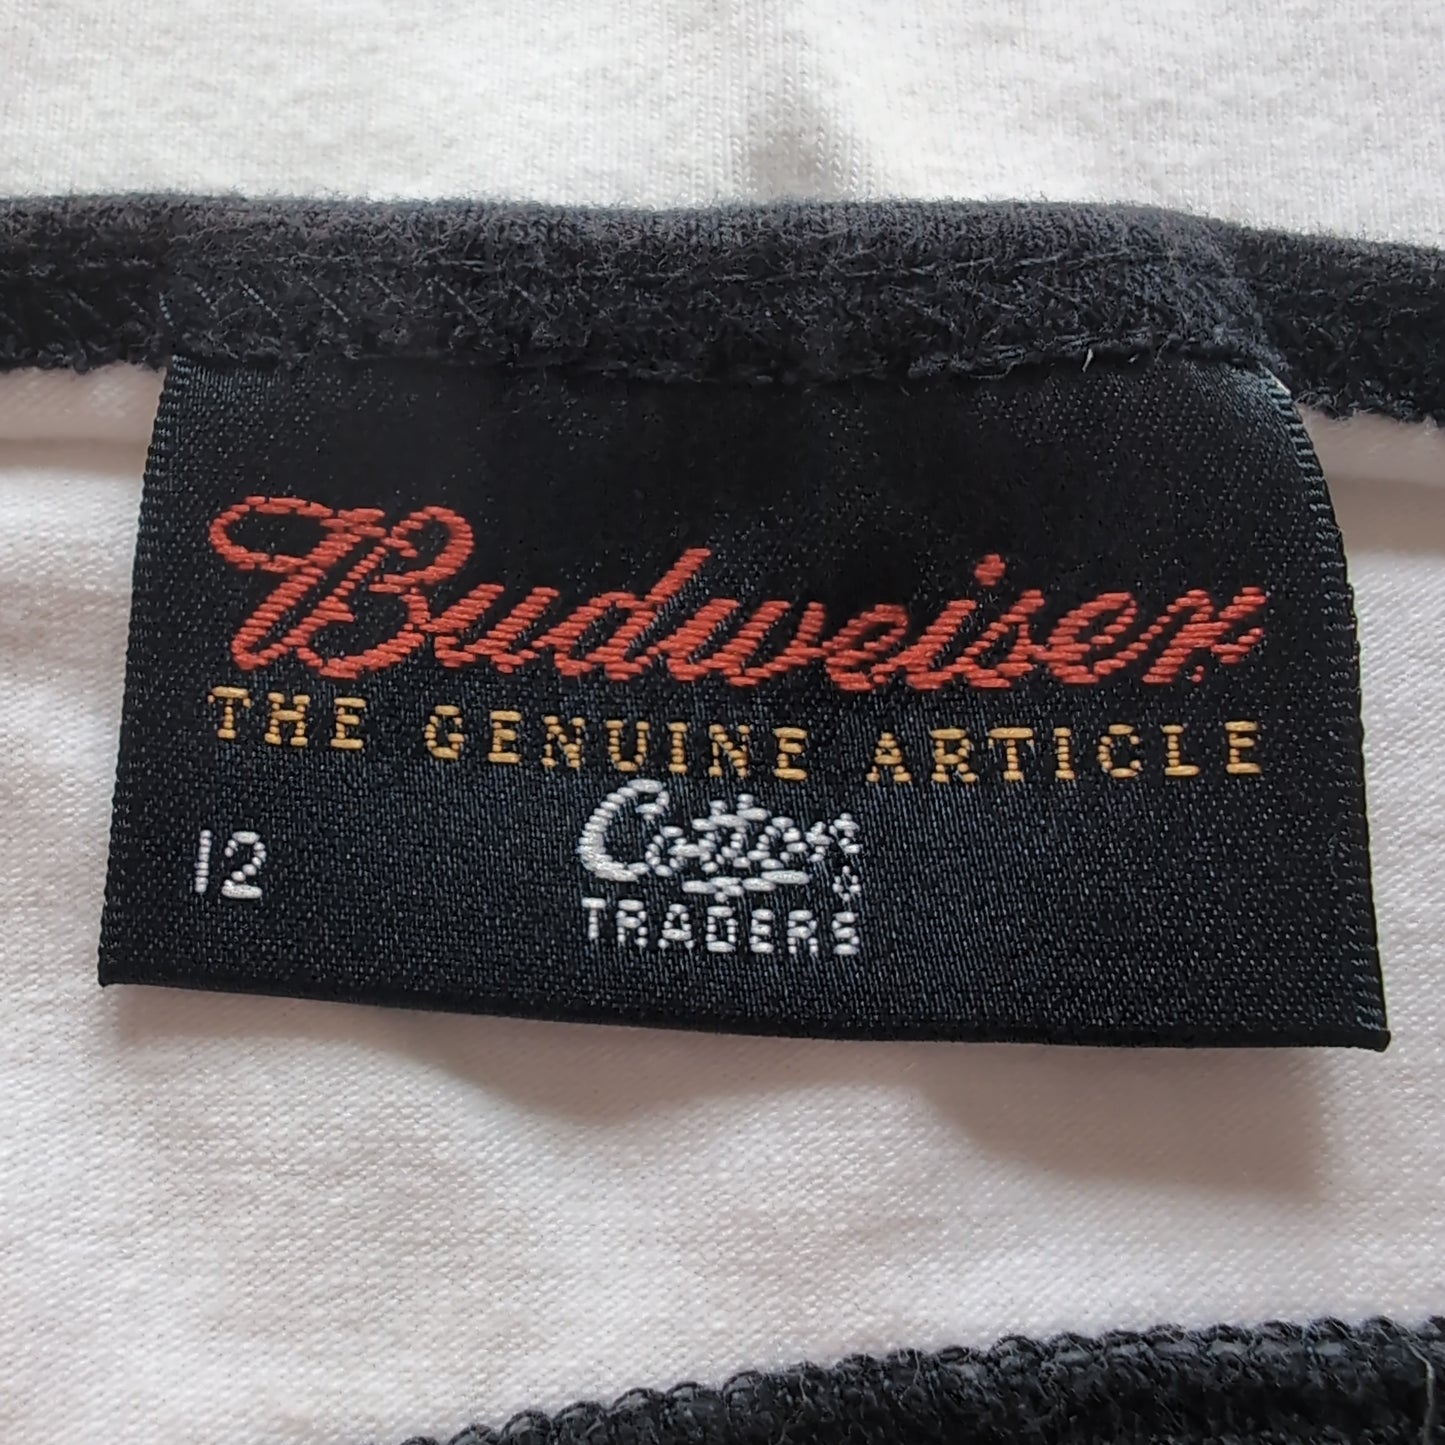 Budweiser
THE GENUINE ARTICLE
12
Cotton
TRADERS